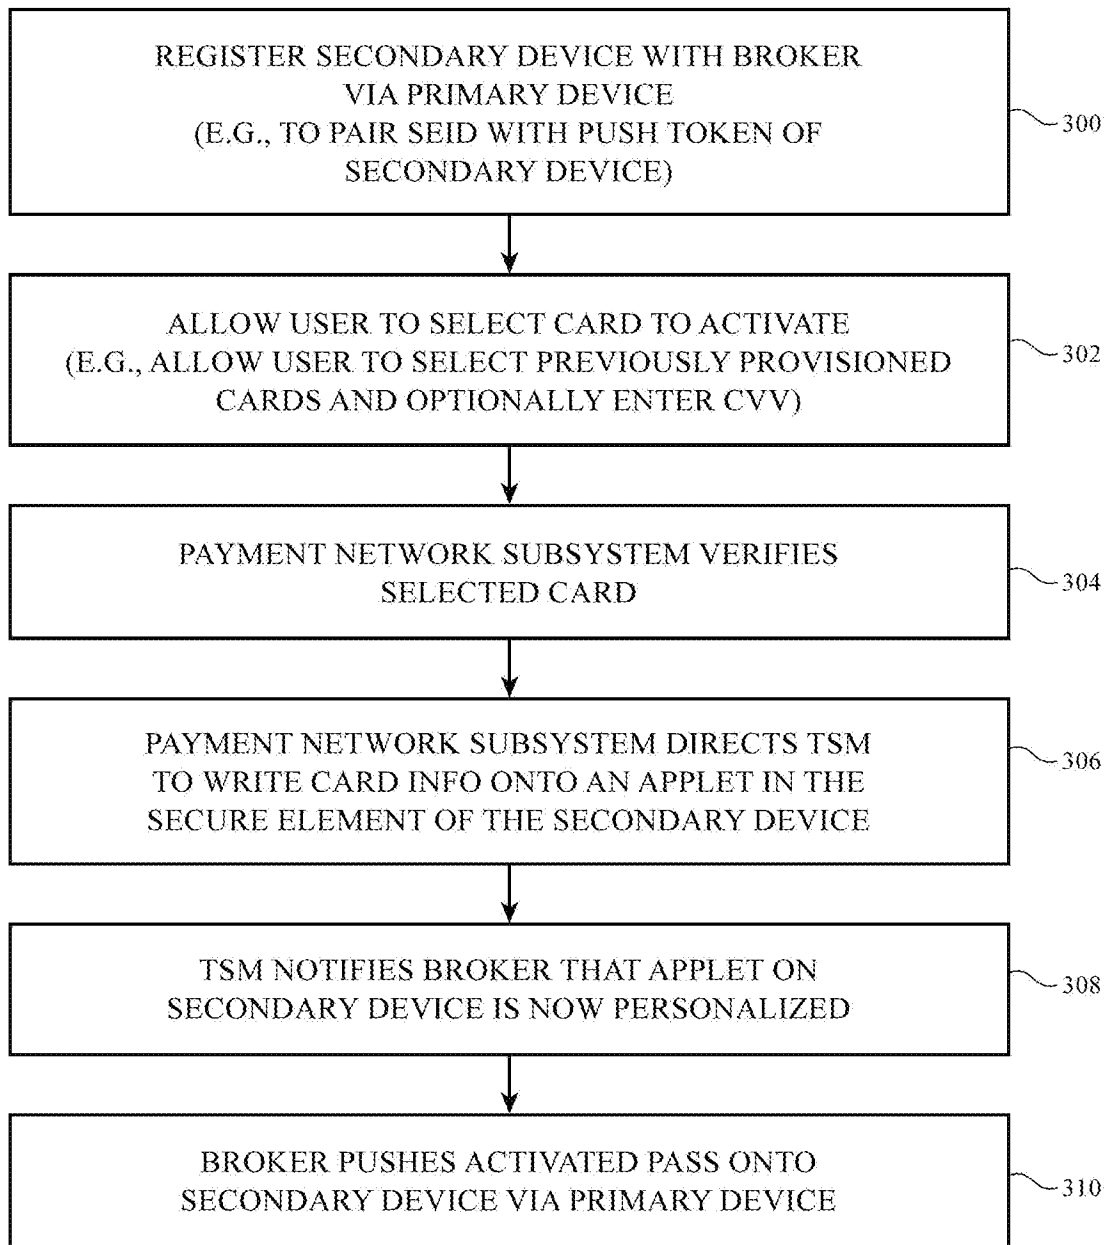 REGISTER SECONDARY DEVICE WITH BROKER
VIA PRIMARY DEVICE
(E.G., TO PAIR SEID WITH PUSH TOKEN OF
SECONDARY DEVICE)
300
ALLOW USER TO SELECT CARD TO ACTIVATE
(E.G., ALLOW USER TO SELECT PREVIOUSLY PROVISIONED
CARDS AND OPTIONALLY ENTER CVV)
302
PAYMENT NETWORK SUBSYSTEM VERIFIES
SELECTED CARD
304
PAYMENT NETWORK SUBSYSTEM DIRECTS TSM
TO WRITE CARD INFO ONTO AN APPLET IN THE
SECURE ELEMENT OF THE SECONDARY DEVICE
306
TSM NOTIFIES BROKER THAT APPLET ON
SECONDARY DEVICE IS NOW PERSONALIZED
308
BROKER PUSHES ACTIVATED PASS ONTO
SECONDARY DEVICE VIA PRIMARY DEVICE
310